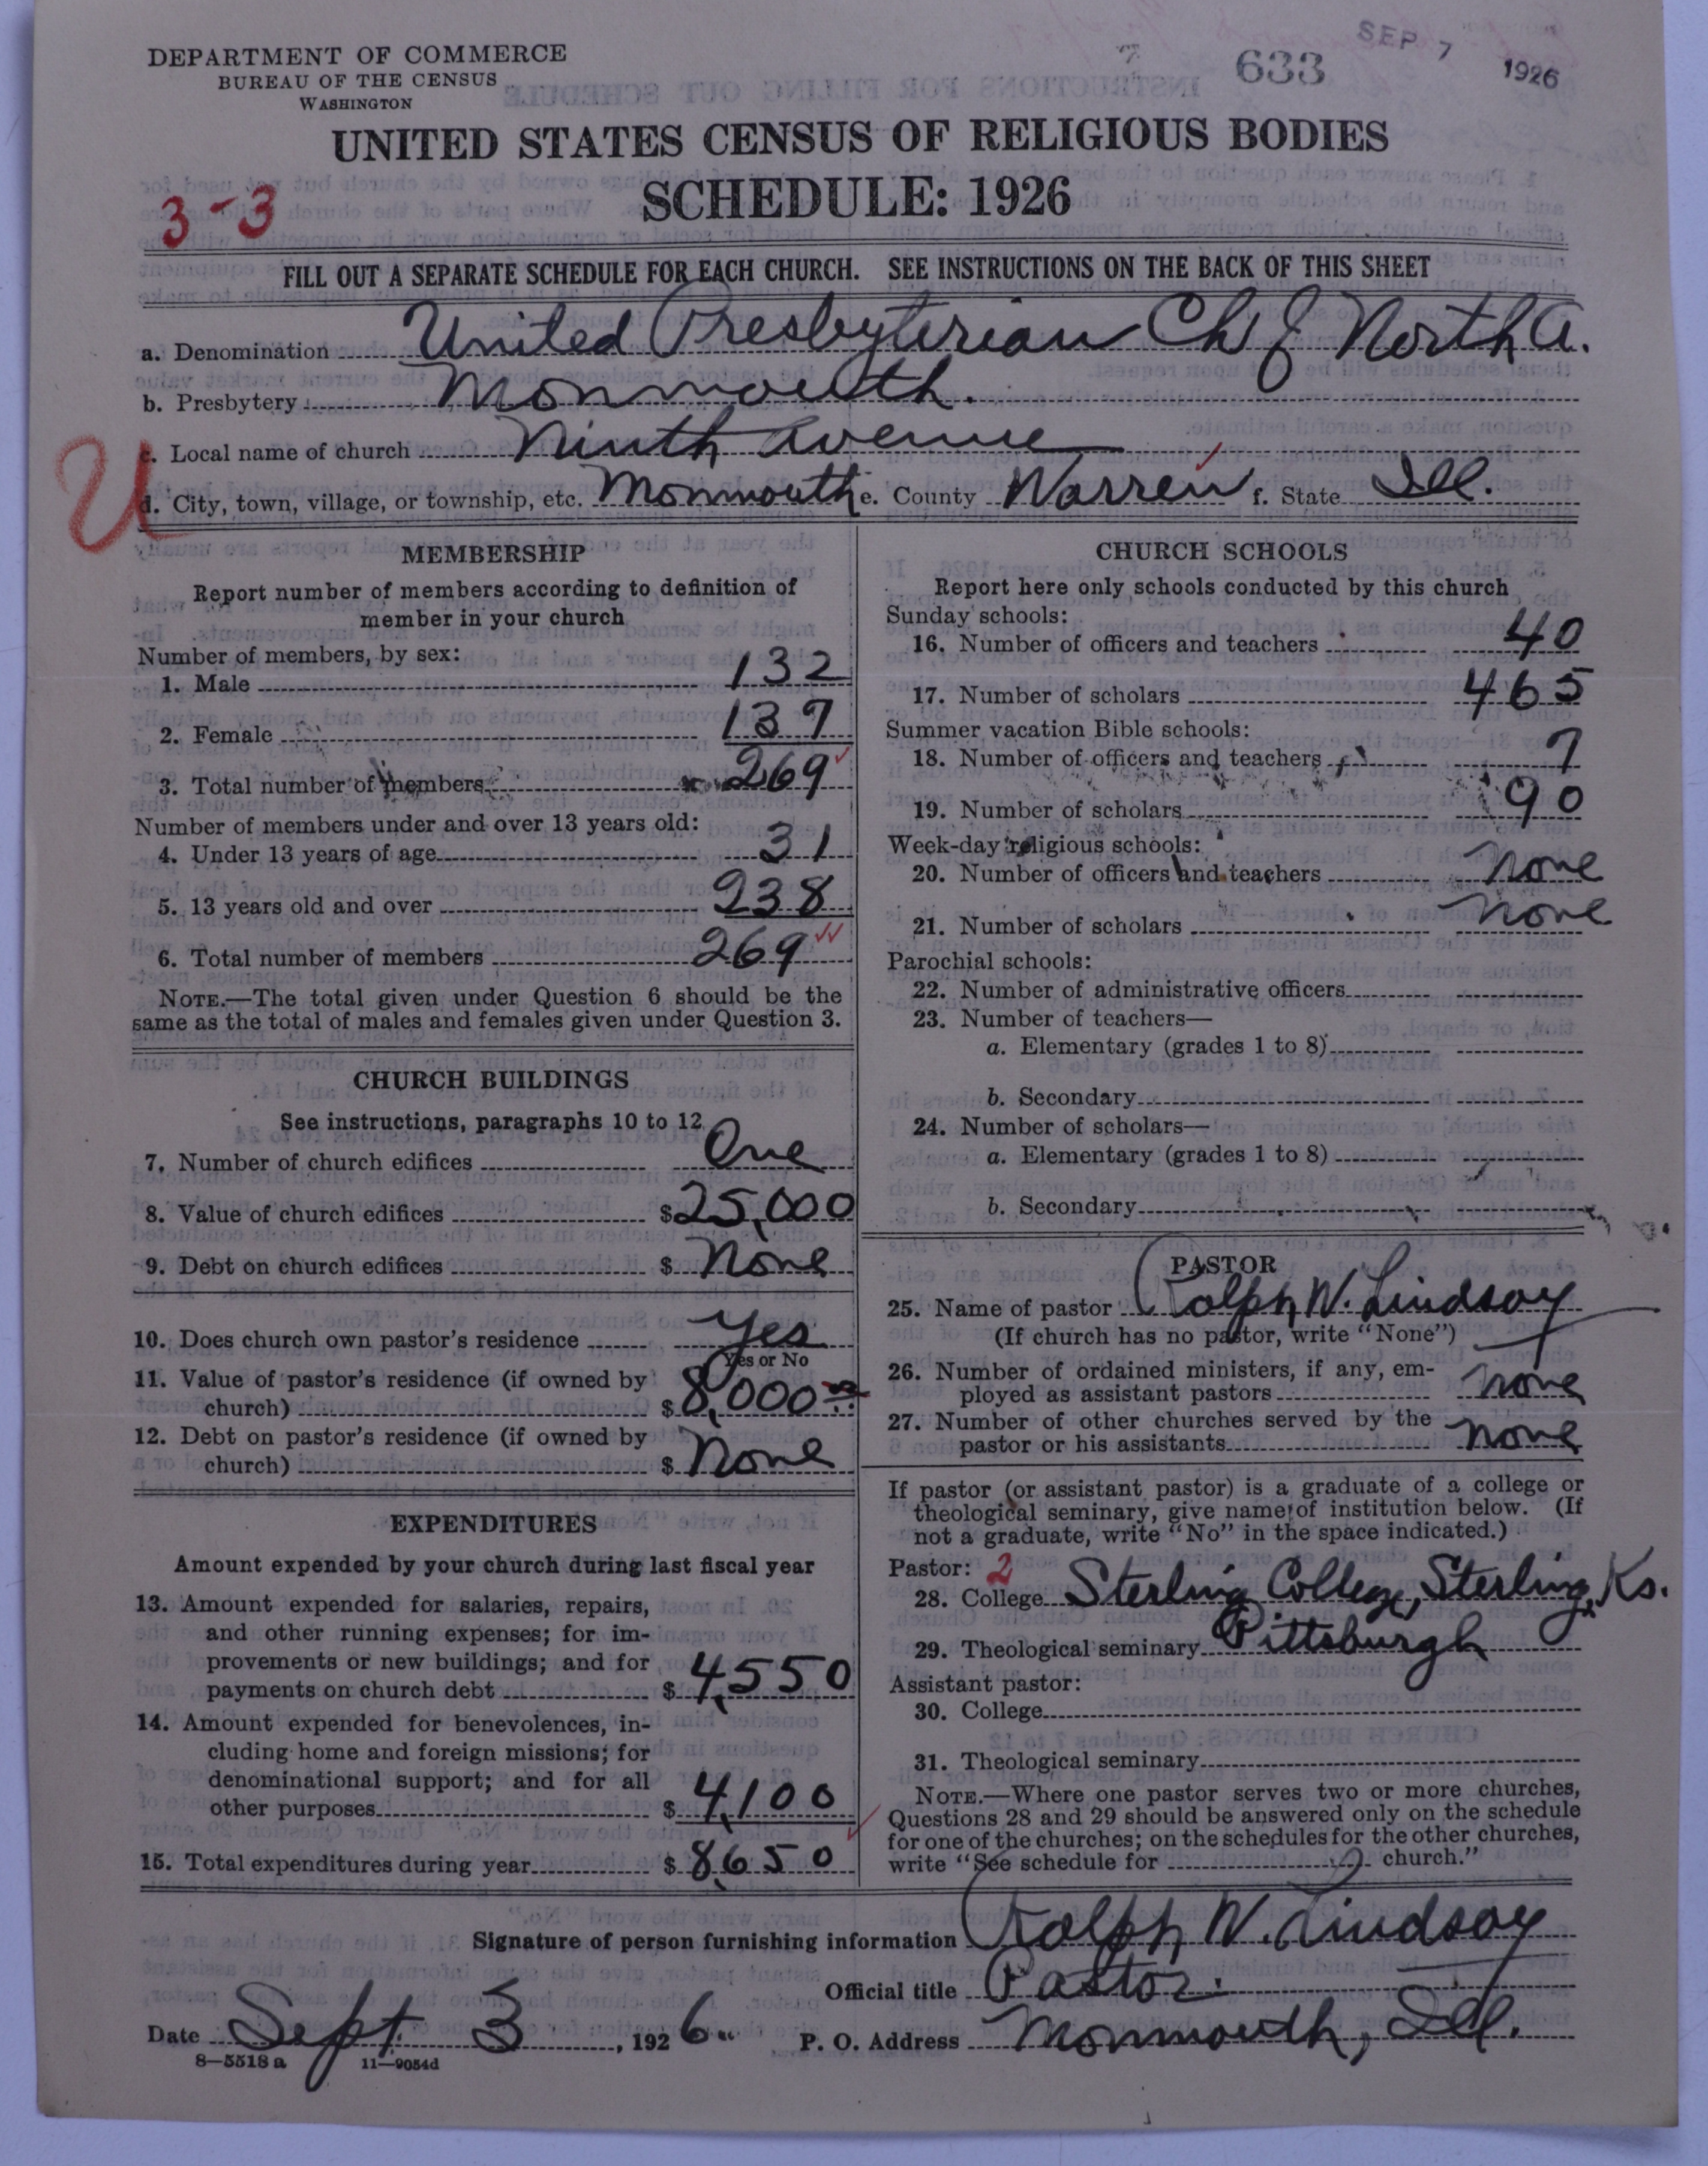 DEPARTMENT OF COMMERCE
BUREAU OF THE CENSUS
WASHINGTON
633
SEP 7 1926
UNITED STATES CENSUS OF RELIGIOUS BODIES
SCHEDULE: 1926
3-3
FILL OUT A SEPARATE SCHEDULE FOR EACH CHURCH. SEE INSTRUCTIONS ON THE BACK OF THIS SHEET
a. Denomination United Presbyterian Ch of North A.
b. Presbytery Monmouth.
U
c. Local name of church Ninth Avenue
d. City, town, village, or township, etc. Monmouth e. County Warren f. State Ill.
MEMBERSHIP
Report number of members according to definition of
member in your church
Number of members, by sex:
1. Male 132
2. Female 137
3. Total number of members 269
Number of members under and over 13 years old:
4. Under 13 years of age 31
5. 13 years old and over 238
6. Total number of members 269
NOTE.—The total given under Question 6 should be the
same as the total of males and females given under Question 3.
CHURCH BUILDINGS
See instructions, paragraphs 10 to 12
7. Number of church edifices One
8. Value of church edifices $25,000
9. Debt on church edifices $ None
10. Does church own pastor's residence Yes
Yes or No
11. Value of pastor's residence (if owned by
church) $8,000
12. Debt on pastor's residence (if owned by
church) $ None
EXPENDITURES
Amount expended by your church during last fiscal year
13. Amount expended for salaries, repairs,
and other running expenses; for im-
provements or new buildings; and for
payments on church debt $ 4,550
14. Amount expended for benevolences, in-
cluding home and foreign missions; for
denominational support; and for all
other purposes $ 4,100
15. Total expenditures during year $ 8,650
CHURCH SCHOOLS
Report here only schools conducted by this church
Sunday schools:
16. Number of officers and teachers 40
17. Number of scholars 465
Summer vacation Bible schools:
18. Number of officers and teachers 7
19. Number of scholars 90
Week-day religious schools:
20. Number of officers and teachers none
21. Number of scholars none
Parochial schools:
22. Number of administrative officers
23. Number of teachers—
a. Elementary (grades 1 to 8)
b. Secondary
24. Number of scholars—
a. Elementary (grades 1 to 8)
b. Secondary
PASTOR
25. Name of pastor Ralph W. Lindsay
(If church has no pastor, write "None")
26. Number of ordained ministers, if any, em-
ployed as assistant pastors none
27. Number of other churches served by the
pastor or his assistants none
If pastor (or assistant pastor) is a graduate of a college or
theological seminary, give name of institution below. (If
not a graduate, write "No" in the space indicated.)
Pastor: 2
28. College Sterling College, Sterling, Ks.
29. Theological seminary Pittsburgh
Assistant pastor:
30. College
31. Theological seminary
NOTE.—Where one pastor serves two or more churches,
Questions 28 and 29 should be answered only on the schedule
for one of the churches; on the schedules for the other churches,
write "See schedule for church."
Signature of person furnishing information Ralph W. Lindsay
Official title Pastor.
Date Sept. 3, 1926 P. O. Address Monmouth, Ill.
8—5518 a 11—9054d